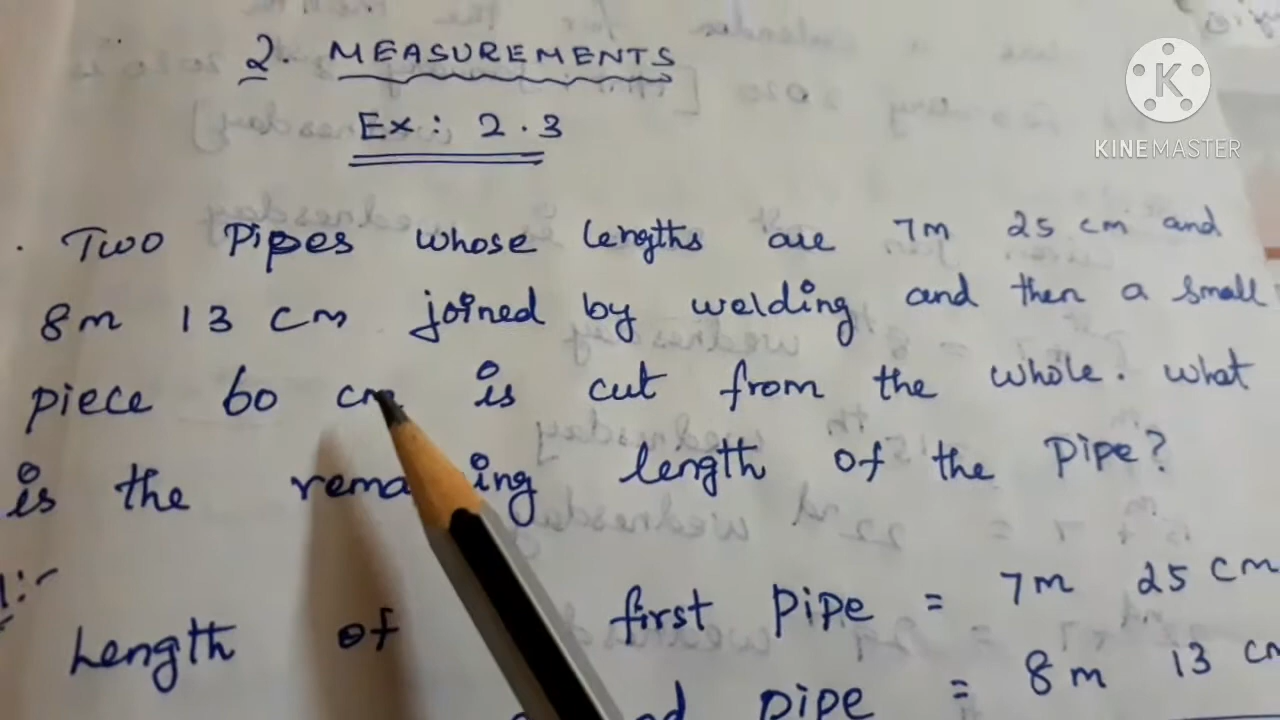 2. MEASUREMENTS
K
KINEMASTER
Ex: 2.3
. Two Pipes whose lengths are 7m 25 cm and
8m 13 cm joined by welding and then a small
piece 60 cm is cut from the whole. what
is the remaining length of the pipe?
Length of first pipe = 7m 25 cm
pipe = 8m 13 cm